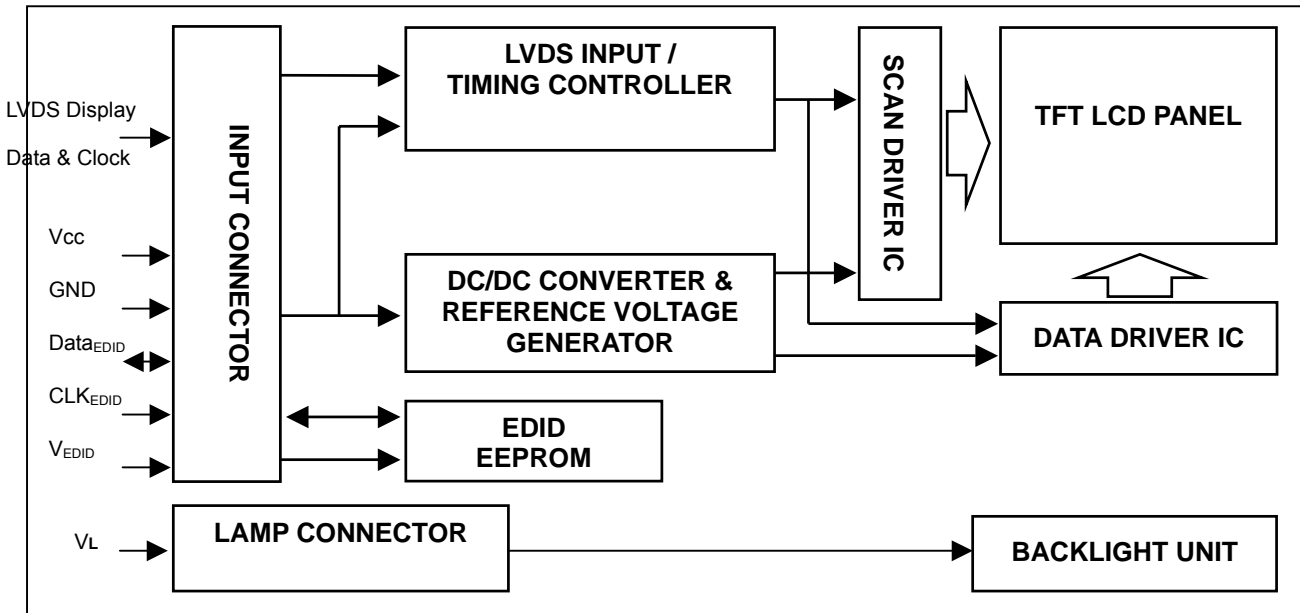 LVDS Display
Data & Clock
Vcc
GND
DataEDID
CLKEDID
VEDID
VL
INPUT CONNECTOR
LVDS INPUT /
TIMING CONTROLLER
DC/DC CONVERTER &
REFERENCE VOLTAGE
GENERATOR
EDID
EEPROM
SCAN DRIVER IC
TFT LCD PANEL
DATA DRIVER IC
LAMP CONNECTOR
BACKLIGHT UNIT